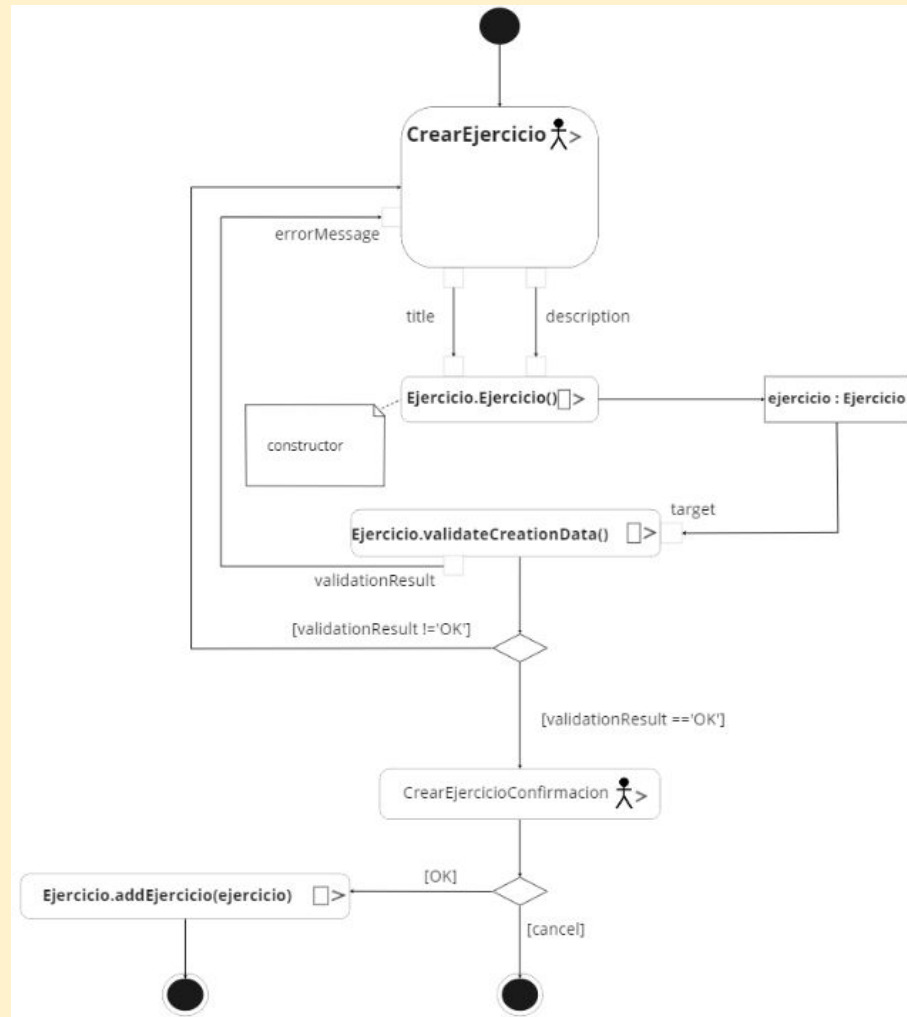 CrearEjercicio
errorMessage
title
description
Ejercicio.Ejercicio()
ejercicio : Ejercicio
constructor
target
Ejercicio.validateCreationData()
validationResult
[validationResult !='OK']
[validationResult =='OK']
CrearEjercicioConfirmacion
[OK]
Ejercicio.addEjercicio(ejercicio)
[cancel]